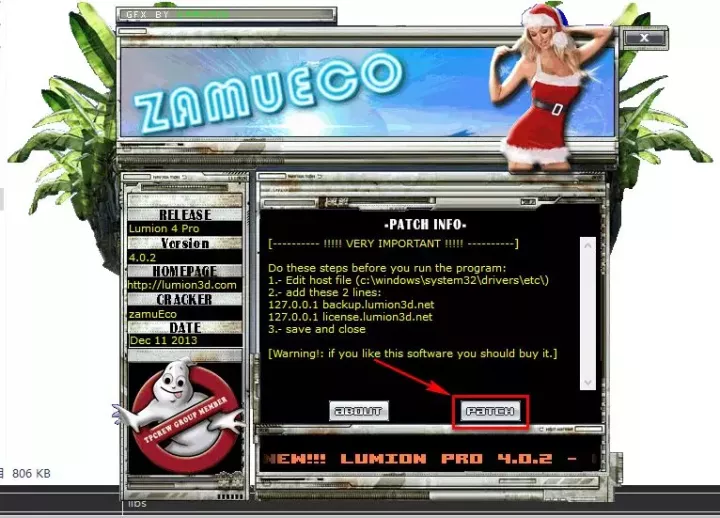 GFX BY
X
ZAMUECO
RELEASE
Lumion 4 Pro
Version
4.0.2
HOMEPAGE
http://lumion3d.com
CRACKER
zamuEco
DATE
Dec 11 2013
TPCREW GROUP MEMBER
-PATCH INFO-
[---------- !!!!! VERY IMPORTANT !!!!! ----------]
Do these steps before you run the program:
1.- Edit host file (c:\windows\system32\drivers\etc\)
2.- add these 2 lines:
127.0.0.1 backup.lumion3d.net
127.0.0.1 license.lumion3d.net
3.- save and close
[Warning!: if you like this software you should buy it.]
ABOUT
PATCH
NEW!!! LUMION PRO 4.0.2 -
806 KB